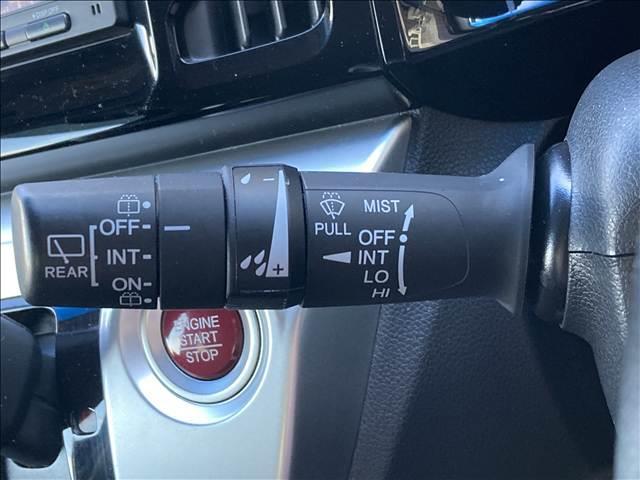 OFF
INT
REAR
ON
- +
PULL
MIST
OFF
INT
LO
HI
ENGINE
START
STOP